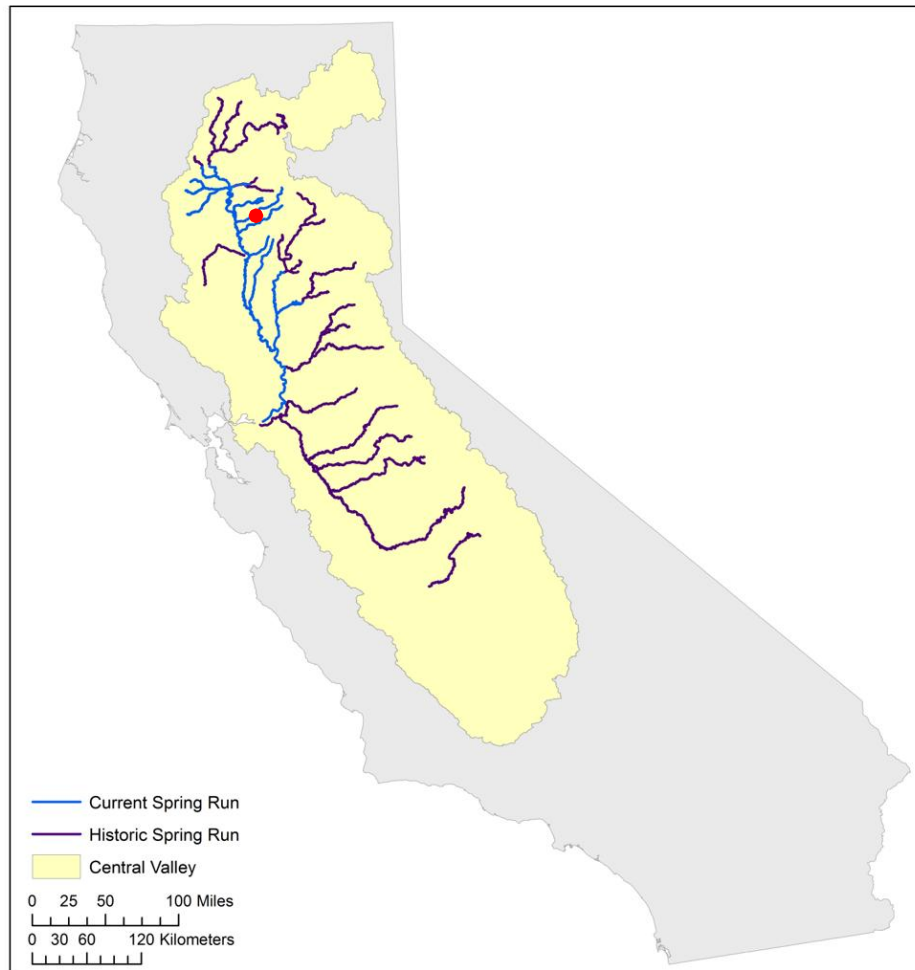 Current Spring Run
Historic Spring Run
Central Valley
0 25 50 100 Miles
0 30 60 120 Kilometers